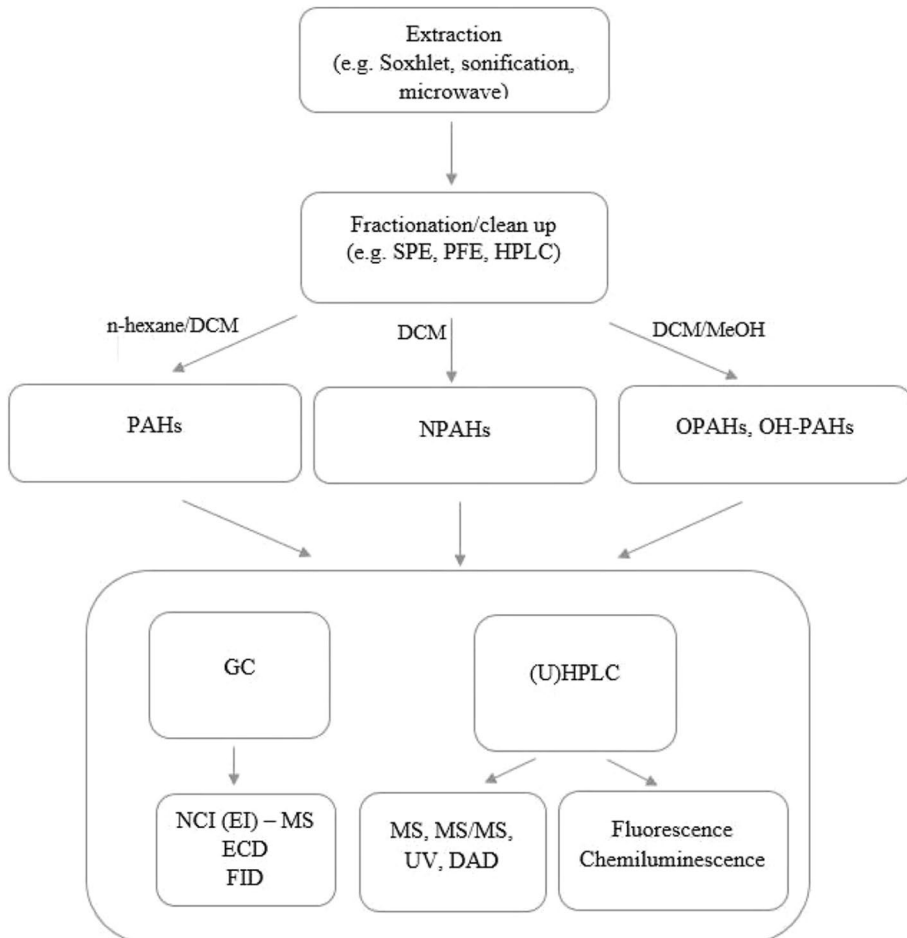 Extraction
(e.g. Soxhlet, sonification,
microwave)
Fractionation/clean up
(e.g. SPE, PFE, HPLC)
n-hexane/DCM
DCM
DCM/MeOH
PAHs
NPAHs
OPAHs, OH-PAHs
GC
(U)HPLC
NCI (EI) – MS
ECD
FID
MS, MS/MS,
UV, DAD
Fluorescence
Chemiluminescence